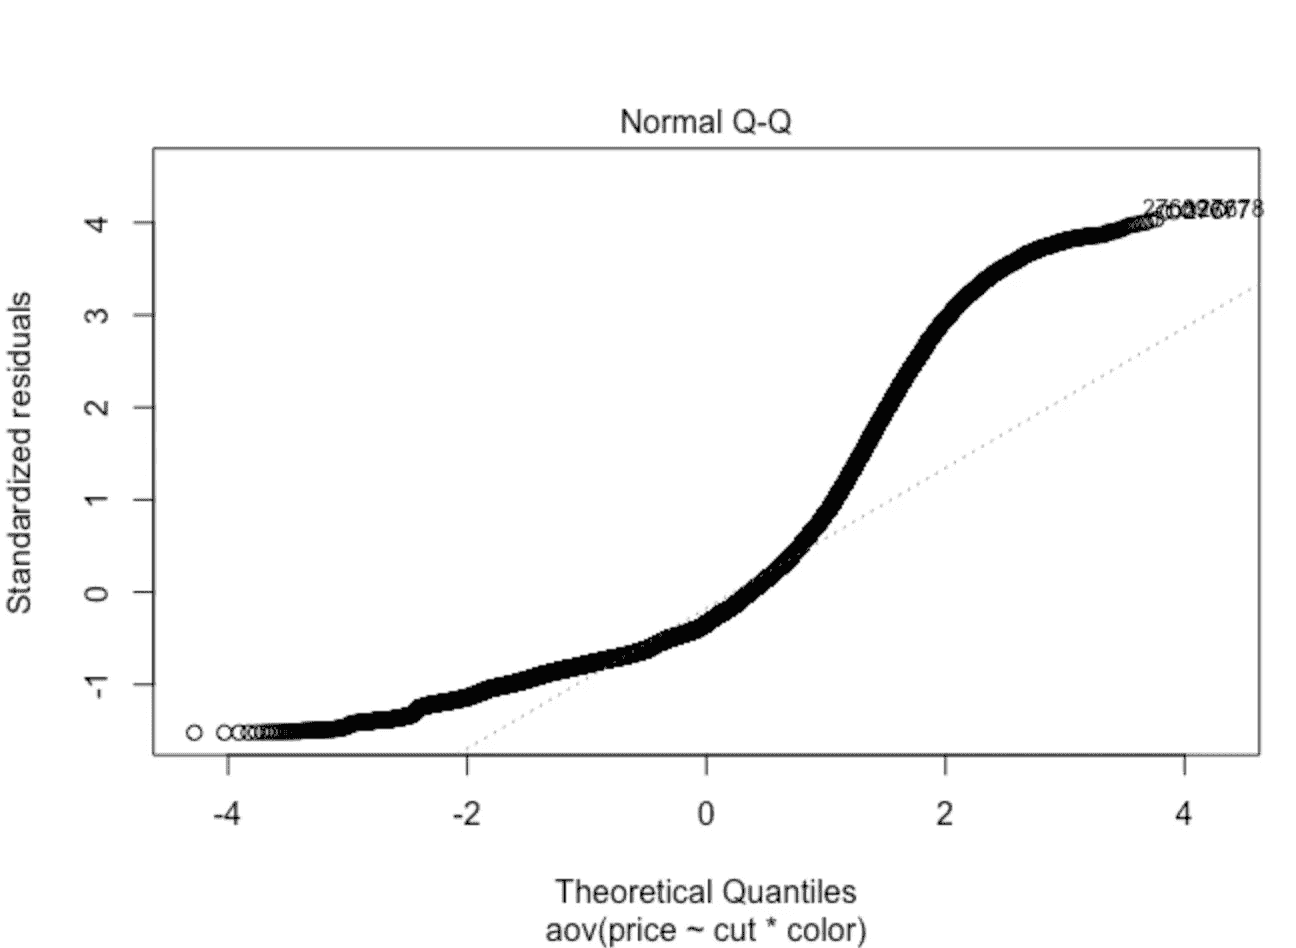 Normal Q-Q
Standardized residuals
4
3
2
1
0
-1
-4
-2
0
2
4
Theoretical Quantiles
aov(price ~ cut * color)